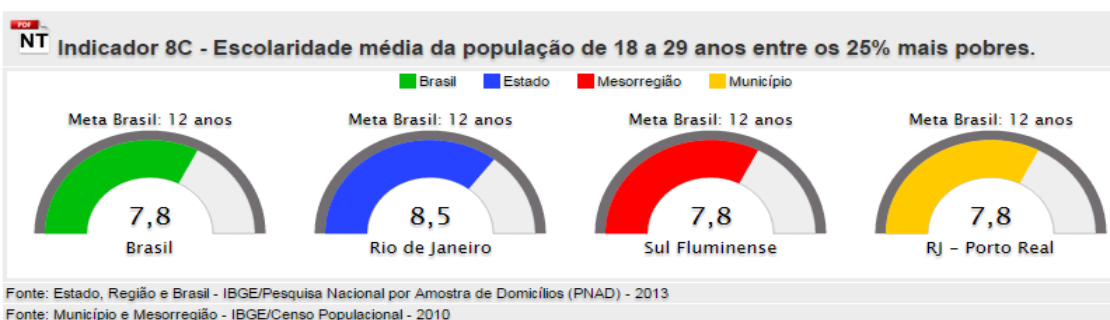 PDF
NT Indicador 8C - Escolaridade média da população de 18 a 29 anos entre os 25% mais pobres.
Brasil Estado Mesorregião Município
Meta Brasil: 12 anos Meta Brasil: 12 anos Meta Brasil: 12 anos Meta Brasil: 12 anos
7,8 8,5 7,8 7,8
Brasil Rio de Janeiro Sul Fluminense RJ - Porto Real
Fonte: Estado, Região e Brasil - IBGE/Pesquisa Nacional por Amostra de Domicílios (PNAD) - 2013
Fonte: Município e Mesorregião - IBGE/Censo Populacional - 2010